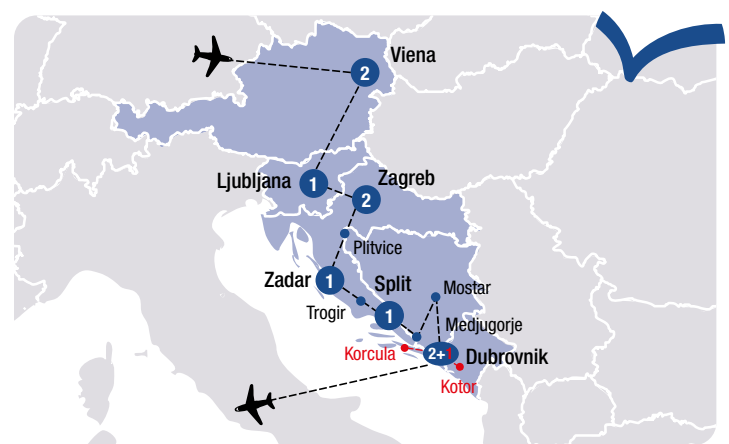 Viena
2
Ljubljana
1
Zagreb
2
Plitvice
Zadar
1
Split
1
Trogir
Mostar
Medjugorje
Korcula
2+1
Dubrovnik
Kotor